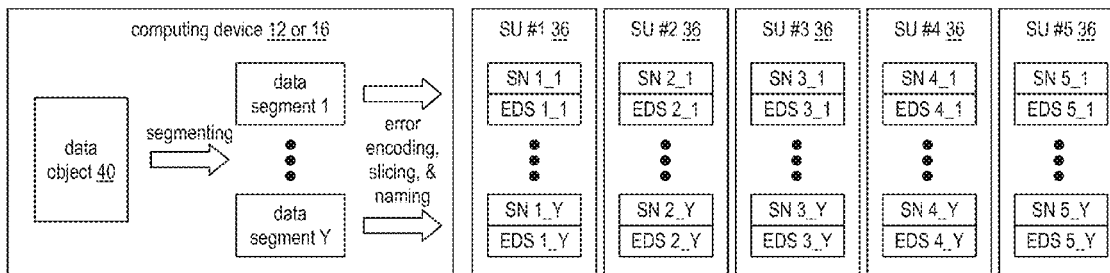 computing device 12 or 16
data
object 40
segmenting
data
segment 1
data
segment Y
error
encoding,
slicing, &
naming
SU #1 36
SN 1_1
EDS 1_1
SN 1_Y
EDS 1_Y
SU #2 36
SN 2_1
EDS 2_1
SN 2_Y
EDS 2_Y
SU #3 36
SN 3_1
EDS 3_1
SN 3_Y
EDS 3_Y
SU #4 36
SN 4_1
EDS 4_1
SN 4_Y
EDS 4_Y
SU #5 36
SN 5_1
EDS 5_1
SN 5_Y
EDS 5_Y